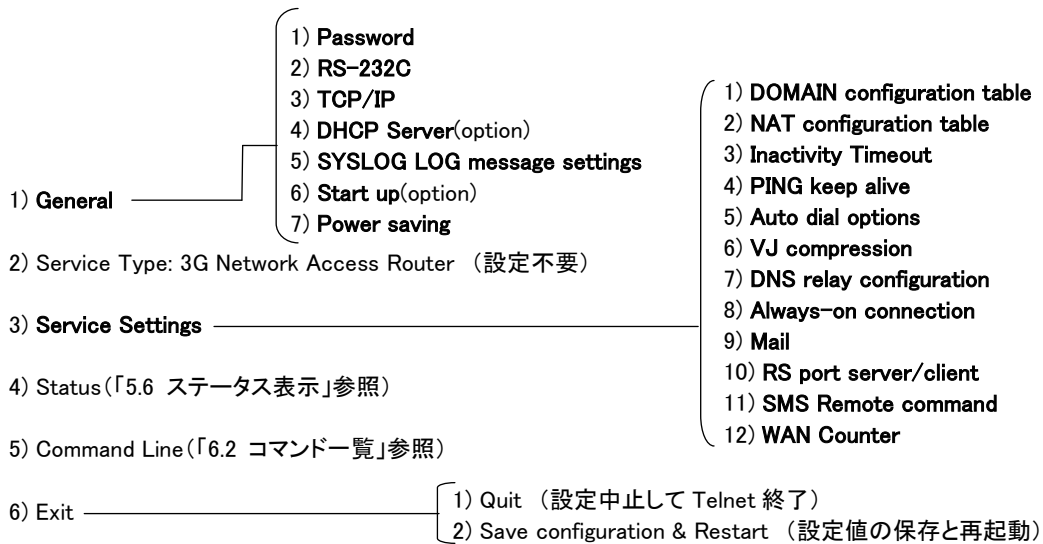 1) General
1) Password
2) RS-232C
3) TCP/IP
4) DHCP Server(option)
5) SYSLOG LOG message settings
6) Start up(option)
7) Power saving
2) Service Type: 3G Network Access Router （設定不要）
3) Service Settings
1) DOMAIN configuration table
2) NAT configuration table
3) Inactivity Timeout
4) PING keep alive
5) Auto dial options
6) VJ compression
7) DNS relay configuration
8) Always-on connection
9) Mail
10) RS port server/client
11) SMS Remote command
12) WAN Counter
4) Status（「5.6 ステータス表示」参照）
5) Command Line（「6.2 コマンド一覧」参照）
6) Exit
1) Quit （設定中止して Telnet 終了）
2) Save configuration & Restart （設定値の保存と再起動）